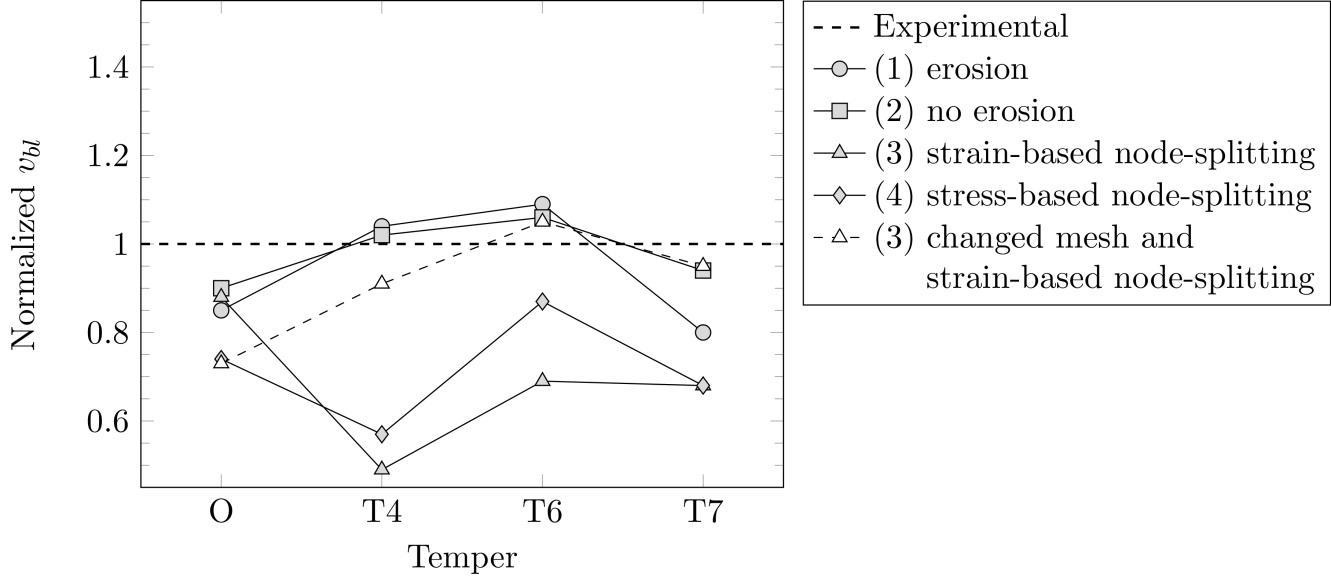 1.4
1.2
1
0.8
0.6
Normalized v_bl
O T4 T6 T7
Temper
Experimental
(1) erosion
(2) no erosion
(3) strain-based node-splitting
(4) stress-based node-splitting
(3) changed mesh and
strain-based node-splitting